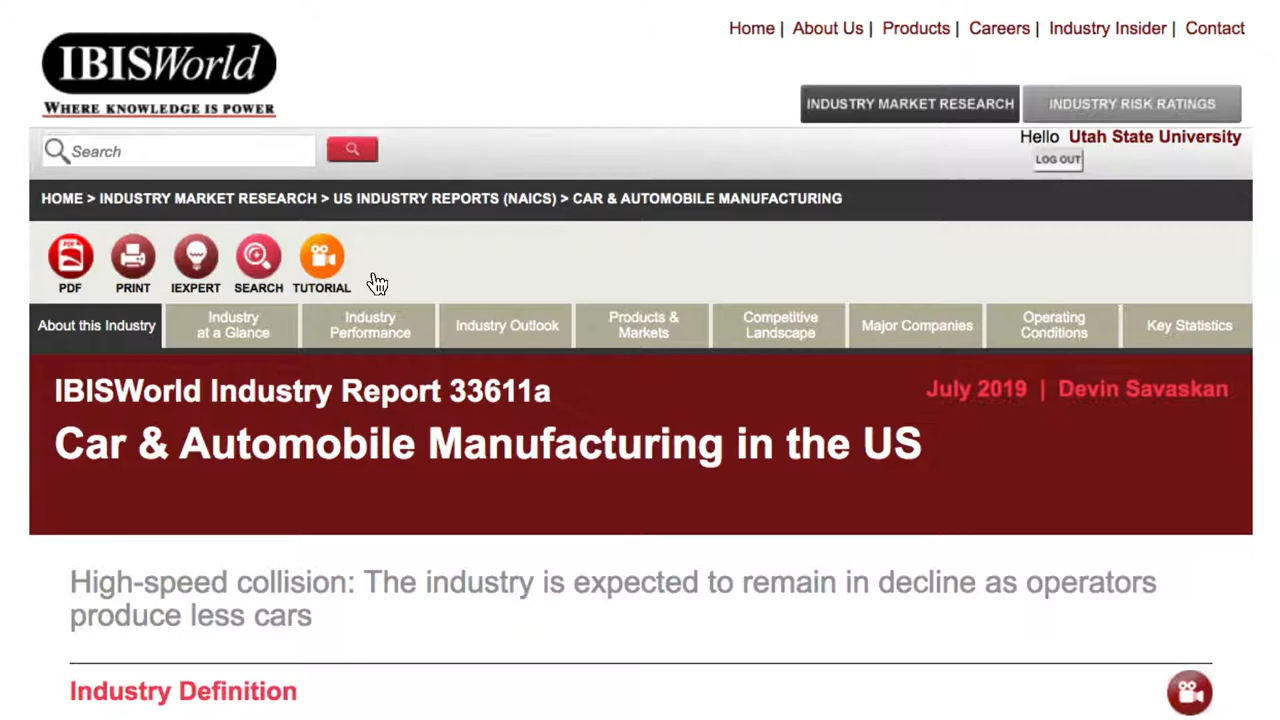 Home | About Us | Products | Careers | Industry Insider | Contact
IBISWorld
WHERE KNOWLEDGE IS POWER
INDUSTRY MARKET RESEARCH INDUSTRY RISK RATINGS
Hello Utah State University
LOG OUT
Search
HOME > INDUSTRY MARKET RESEARCH > US INDUSTRY REPORTS (NAICS) > CAR & AUTOMOBILE MANUFACTURING
PDF PRINT IEXPERT SEARCH TUTORIAL
About this Industry
Industry
at a Glance
Industry
Performance
Industry Outlook
Products &
Markets
Competitive
Landscape
Major Companies
Operating
Conditions
Key Statistics
IBISWorld Industry Report 33611a
July 2019 | Devin Savaskan
Car & Automobile Manufacturing in the US
High-speed collision: The industry is expected to remain in decline as operators
produce less cars
Industry Definition